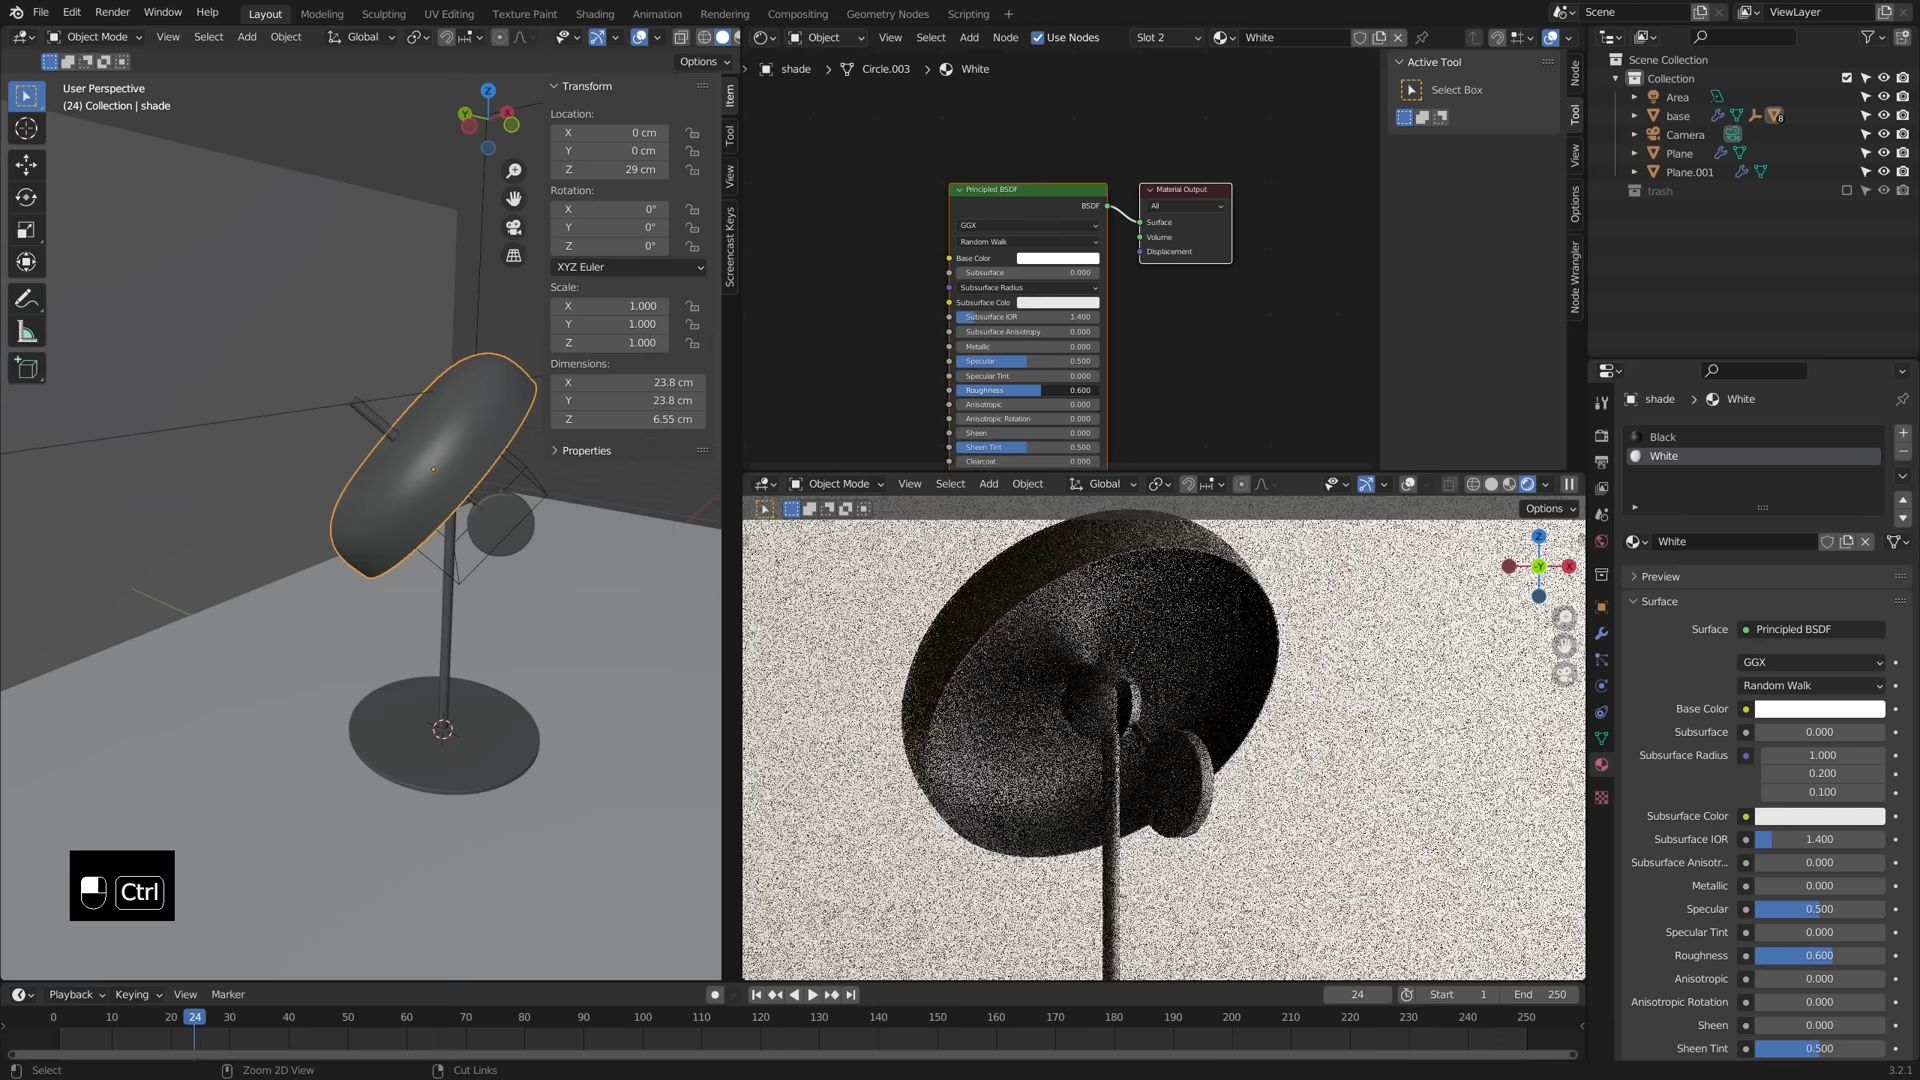 File Edit Render Window Help Layout Modeling Sculpting UV Editing Texture Paint Shading Animation Rendering Compositing Geometry Nodes Scripting + Scene ViewLayer
Object Mode View Select Add Object Global
Options
User Perspective
(24) Collection | shade
Z
Y
X
Transform
Location:
X 0 cm
Y 0 cm
Z 29 cm
Rotation:
X 0°
Y 0°
Z 0°
XYZ Euler
Scale:
X 1.000
Y 1.000
Z 1.000
Dimensions:
X 23.8 cm
Y 23.8 cm
Z 6.55 cm
Properties
Item
Tool
View
Screencast Keys
Ctrl
Object View Select Add Node Use Nodes Slot 2 White
shade > Circle.003 > White
Active Tool
Select Box
Node
Tool
View
Options
Node Wrangler
Principled BSDF
BSDF
GGX
Random Walk
Base Color
Subsurface 0.000
Subsurface Radius
Subsurface Colo
Subsurface IOR 1.400
Subsurface Anisotropy 0.000
Metallic 0.000
Specular 0.500
Specular Tint 0.000
Roughness 0.600
Anisotropic 0.000
Anisotropic Rotation 0.000
Sheen 0.000
Sheen Tint 0.500
Clearcoat 0.000
Material Output
All
Surface
Volume
Displacement
Object Mode View Select Add Object Global
Options
Z
-Y
X
Scene Collection
Collection
Area
base 8
Camera
Plane
Plane.001
trash
shade > White
Black
White
White
Preview
Surface
Surface Principled BSDF
GGX
Random Walk
Base Color
Subsurface 0.000
Subsurface Radius 1.000
0.200
0.100
Subsurface Color
Subsurface IOR 1.400
Subsurface Anisotr... 0.000
Metallic 0.000
Specular 0.500
Specular Tint 0.000
Roughness 0.600
Anisotropic 0.000
Anisotropic Rotation 0.000
Sheen 0.000
Sheen Tint 0.500
Playback Keying View Marker 24 Start 1 End 250
0 10 20 24 30 40 50 60 70 80 90 100 110 120 130 140 150 160 170 180 190 200 210 220 230 240 250
Select Zoom 2D View Cut Links 3.2.1